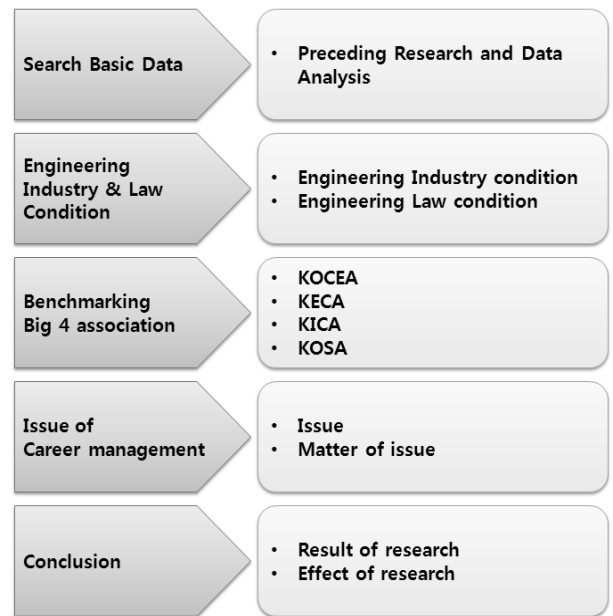 Search Basic Data
• Preceding Research and Data
Analysis
Engineering
Industry & Law
Condition
• Engineering Industry condition
• Engineering Law condition
Benchmarking
Big 4 association
• KOCEA
• KECA
• KICA
• KOSA
Issue of
Career management
• Issue
• Matter of issue
Conclusion
• Result of research
• Effect of research